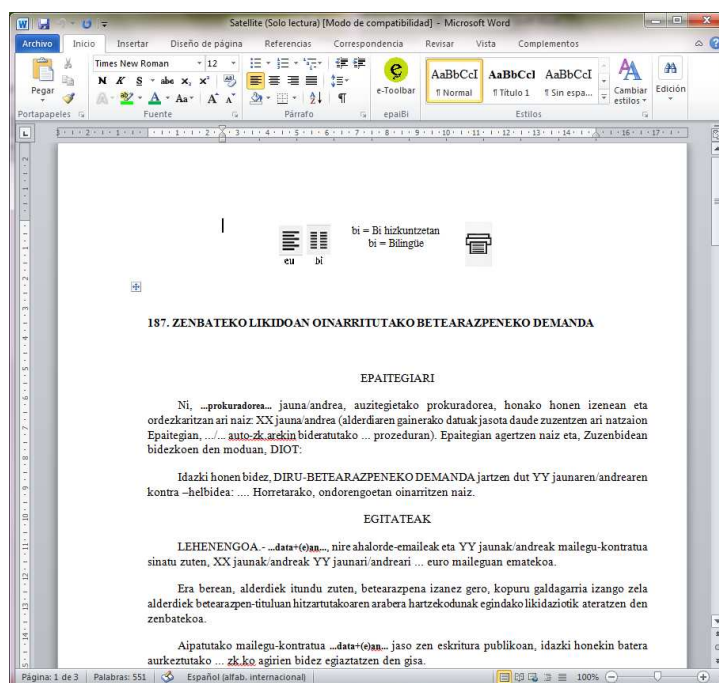 Satellite (Solo lectura) [Modo de compatibilidad] - Microsoft Word
Archivo Inicio Insertar Diseño de página Referencias Correspondencia Revisar Vista Complementos
Pegar
Times New Roman 12
N K S abc x, x²
Aa A A
e-Toolbar
AaBbCcI AaBbCcI AaBbCcI
¶ Normal ¶ Título 1 ¶ Sin espa...
Cambiar estilos
Edición
Portapapeles Fuente Párrafo epaiBi Estilos
bi = Bi hizkuntzetan
bi = Bilingüe
eu bi
187. ZENBATEKO LIKIDOAN OINARRITUTAKO BETEARAZPENEKO DEMANDA
EPAITEGIARI
Ni, ...prokuradorea... jauna/andrea, auzitegietako prokuradorea, honako honen izenean eta
ordezkaritzan ari naiz: XX jauna/andrea (alderdiaren gainerako datuak jasota daude zuzentzen ari natzaion
Epaitegian, .../... auto-zk.arekin bideratutako ... prozeduran). Epaitegian agertzen naiz eta, Zuzenbidean
bidezkoen den moduan, DIOT:
Idazki honen bidez, DIRU-BETEARAZPENEKO DEMANDA jartzen dut YY jaunaren/andrearen
kontra –helbidea: .... Horretarako, ondorengoetan oinarritzen naiz.
EGITATEAK
LEHENENGOA.- ...data+(e)an..., nire ahalorde-emaileak eta YY jaunak/andreak mailegu-kontratua
sinatu zuten, XX jaunak/andreak YY jaunari/andreari ... euro maileguan ematekoa.
Era berean, alderdiek itundu zuten, betearazpena izanez gero, kopuru galdagarria izango zela
alderdiek betearazpen-tituluan hitzartutakoaren arabera hartzekodunak egindako likidaziotik ateratzen den
zenbatekoa.
Aipatutako mailegu-kontratua ...data+(e)an... jaso zen eskritura publikoan, idazki honekin batera
aurkeztutako ... zk.ko agirien bidez egiaztatzen den gisa.
Página: 1 de 3 Palabras: 551 Español (alfab. internacional) 100%